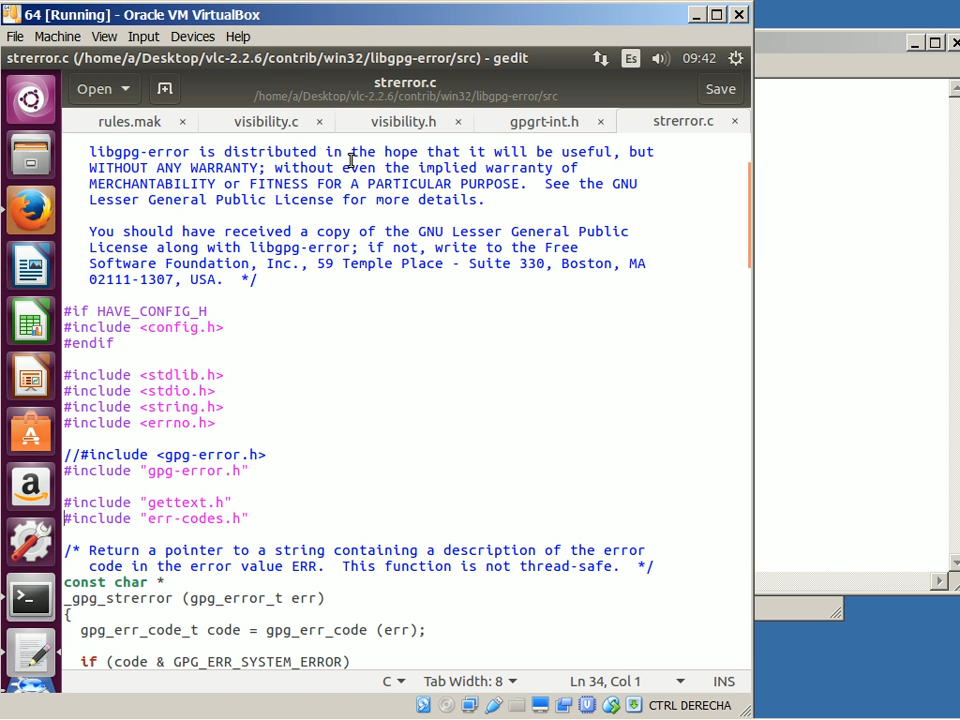 64 [Running] - Oracle VM VirtualBox
File Machine View Input Devices Help
strerror.c (/home/a/Desktop/vlc-2.2.6/contrib/win32/libgpg-error/src) - gedit
Es 09:42
Open
strerror.c
/home/a/Desktop/vlc-2.2.6/contrib/win32/libgpg-error/src
Save
rules.mak × visibility.c × visibility.h × gpgrt-int.h × strerror.c ×
libgpg-error is distributed in the hope that it will be useful, but
WITHOUT ANY WARRANTY; without even the implied warranty of
MERCHANTABILITY or FITNESS FOR A PARTICULAR PURPOSE.  See the GNU
Lesser General Public License for more details.
You should have received a copy of the GNU Lesser General Public
License along with libgpg-error; if not, write to the Free
Software Foundation, Inc., 59 Temple Place - Suite 330, Boston, MA
02111-1307, USA.  */
#if HAVE_CONFIG_H
#include <config.h>
#endif
#include <stdlib.h>
#include <stdio.h>
#include <string.h>
#include <errno.h>
//#include <gpg-error.h>
#include "gpg-error.h"
#include "gettext.h"
#include "err-codes.h"
/* Return a pointer to a string containing a description of the error
code in the error value ERR.  This function is not thread-safe.  */
const char *
_gpg_strerror (gpg_error_t err)
{
gpg_err_code_t code = gpg_err_code (err);
if (code & GPG_ERR_SYSTEM_ERROR)
C Tab Width: 8 Ln 34, Col 1 INS
CTRL DERECHA